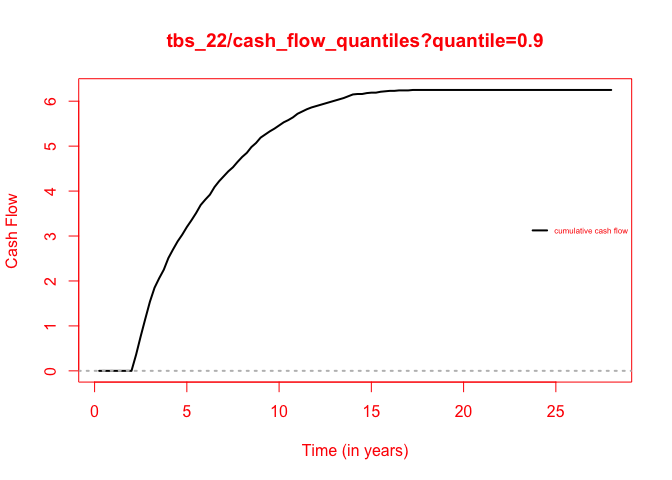 tbs_22/cash_flow_quantiles?quantile=0.9
Cash Flow
6
5
4
3
2
1
0
cumulative cash flow
0 5 10 15 20 25
Time (in years)